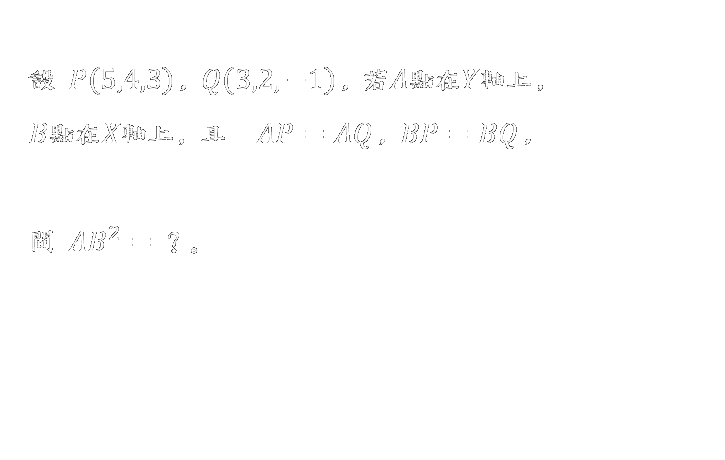 設 P(5,4,3)，Q(3,2,−1)，若A點在Y軸上，
B點在X軸上，且 AP＝AQ，BP＝BQ，
問 AB²＝？。